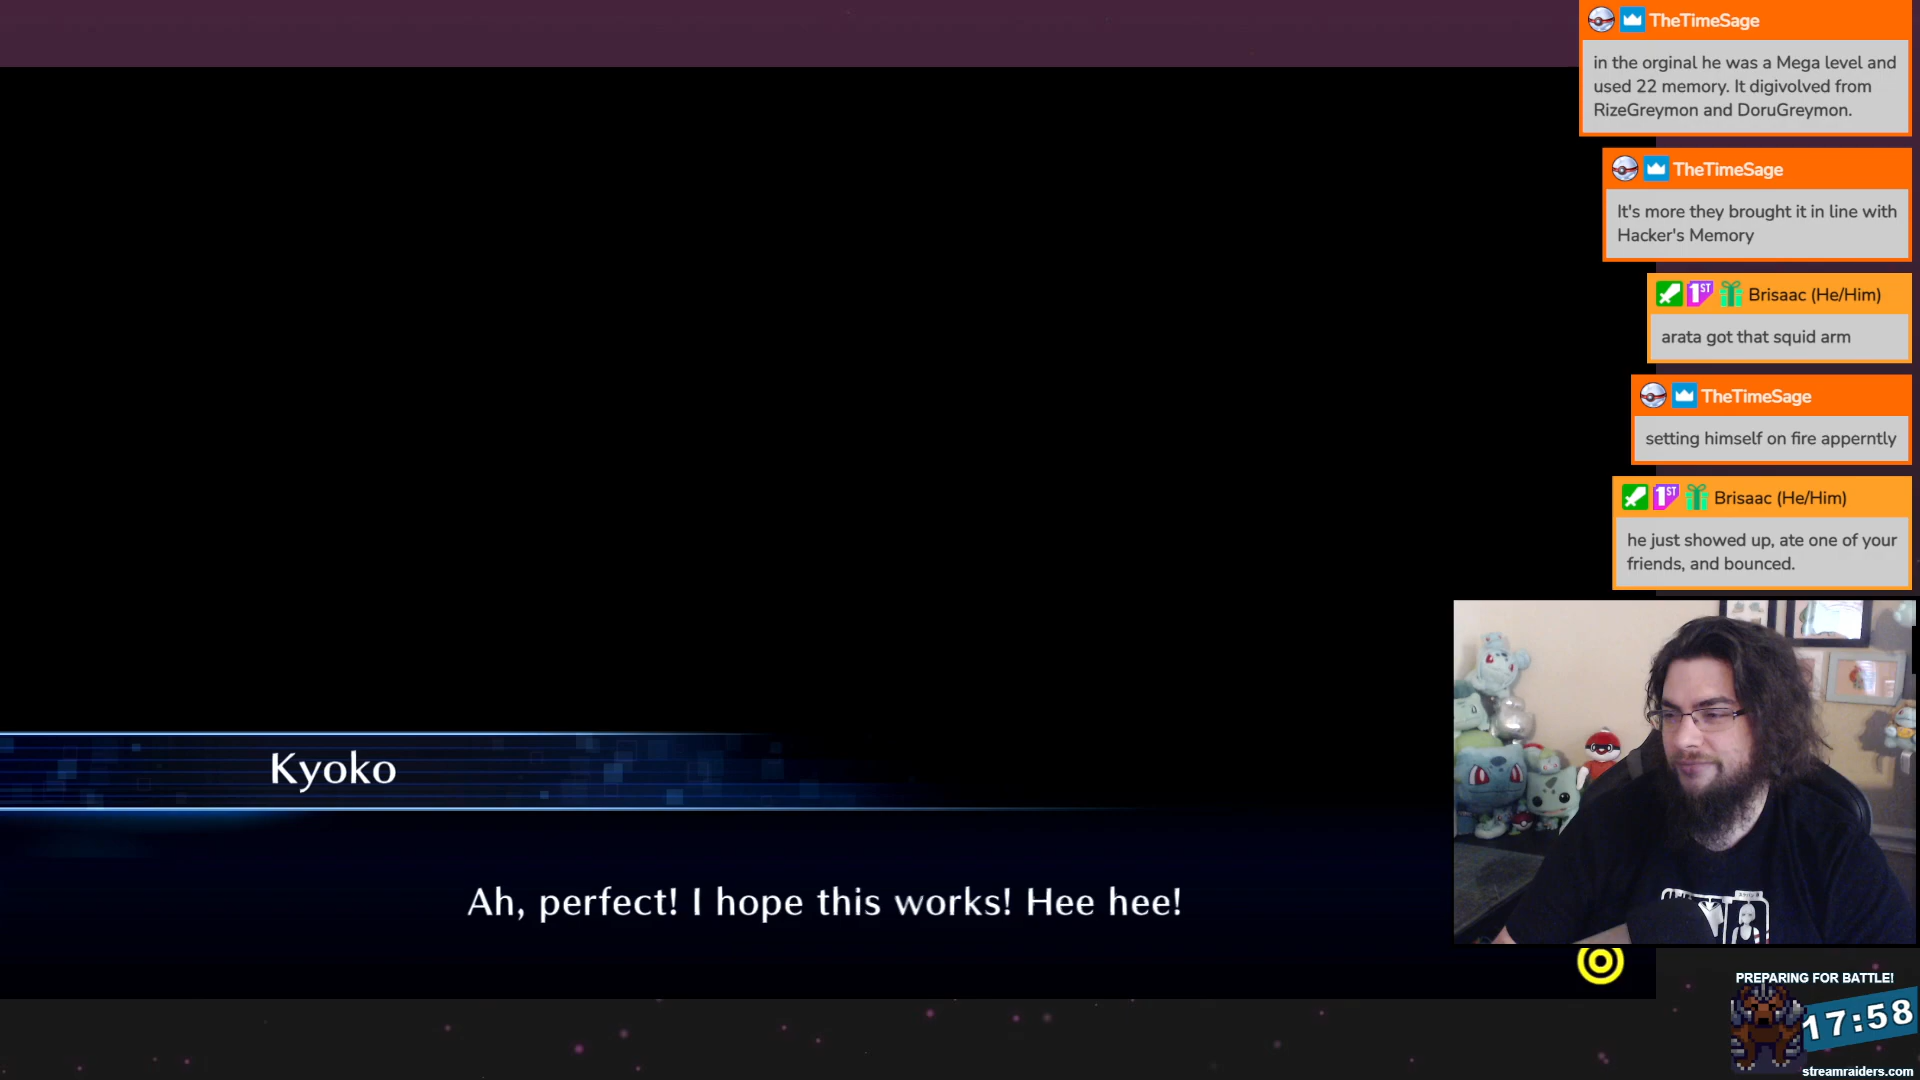 TheTimeSage
in the orginal he was a Mega level and
used 22 memory. It digivolved from
RizeGreymon and DoruGreymon.
TheTimeSage
It's more they brought it in line with
Hacker's Memory
1ST Brisaac (He/Him)
arata got that squid arm
TheTimeSage
setting himself on fire apperntly
1ST Brisaac (He/Him)
he just showed up, ate one of your
friends, and bounced.
Kyoko
Ah, perfect! I hope this works! Hee hee!
PREPARING FOR BATTLE!
17:58
streamraiders.com